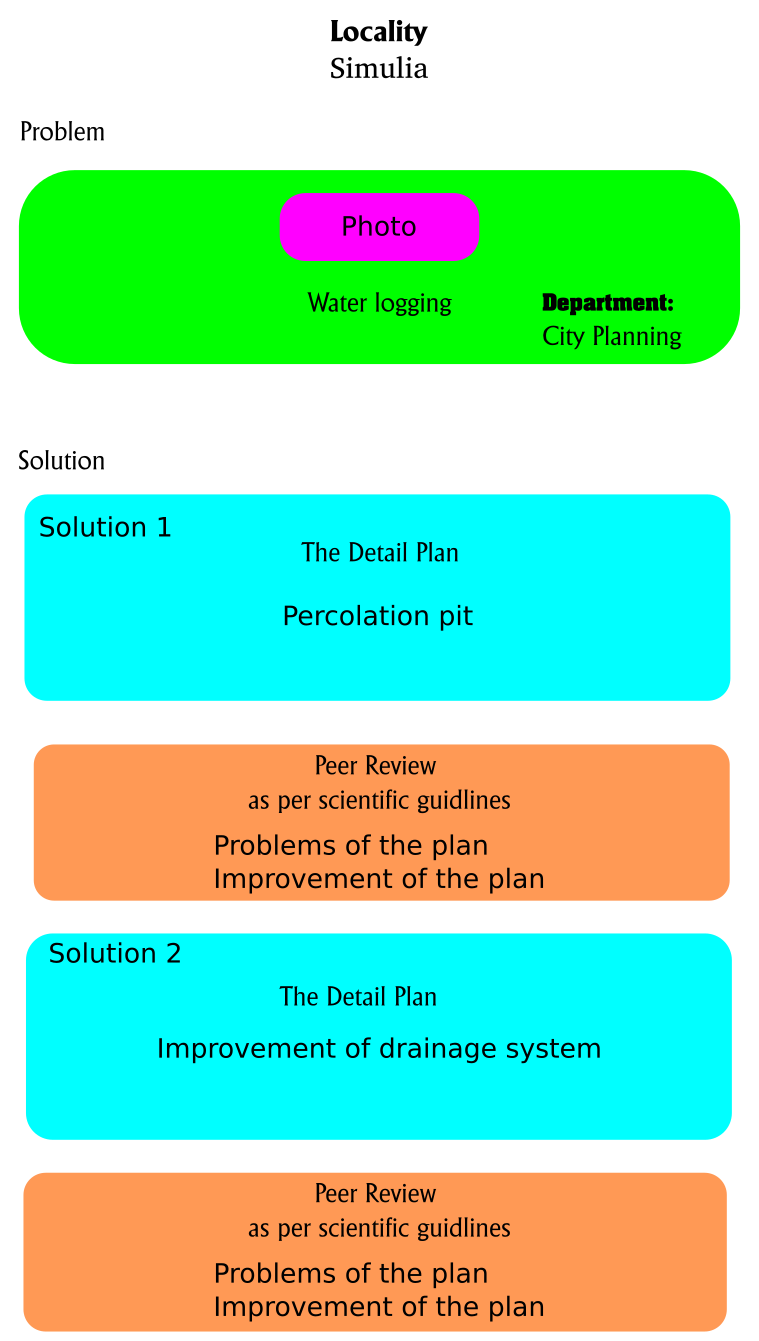 Locality
Simulia
Problem
Photo
Water logging
Department:
City Planning
Solution
Solution 1
The Detail Plan
Percolation pit
Peer Review
as per scientific guidlines
Problems of the plan
Improvement of the plan
Solution 2
The Detail Plan
Improvement of drainage system
Peer Review
as per scientific guidlines
Problems of the plan
Improvement of the plan